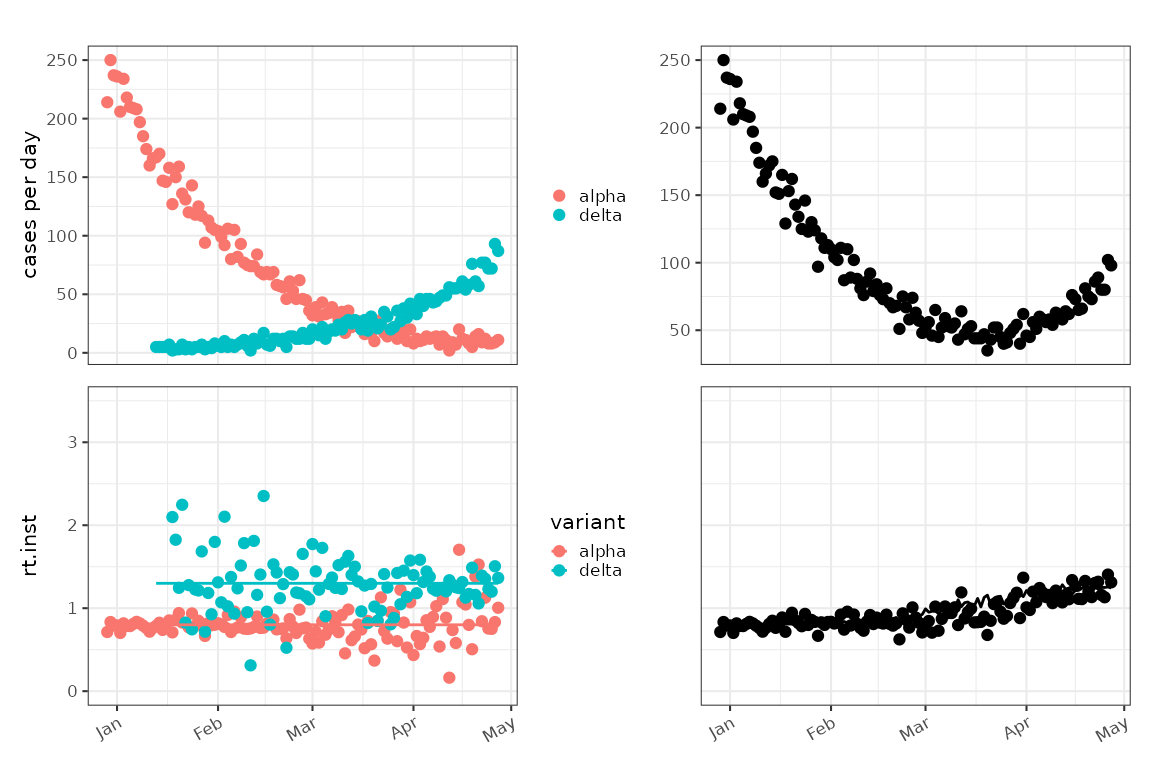 cases per day
250
200
150
100
50
0
alpha
delta
250
200
150
100
50
rt.inst
3
2
1
0
Jan
Feb
Mar
Apr
May
variant
alpha
delta
Jan
Feb
Mar
Apr
May